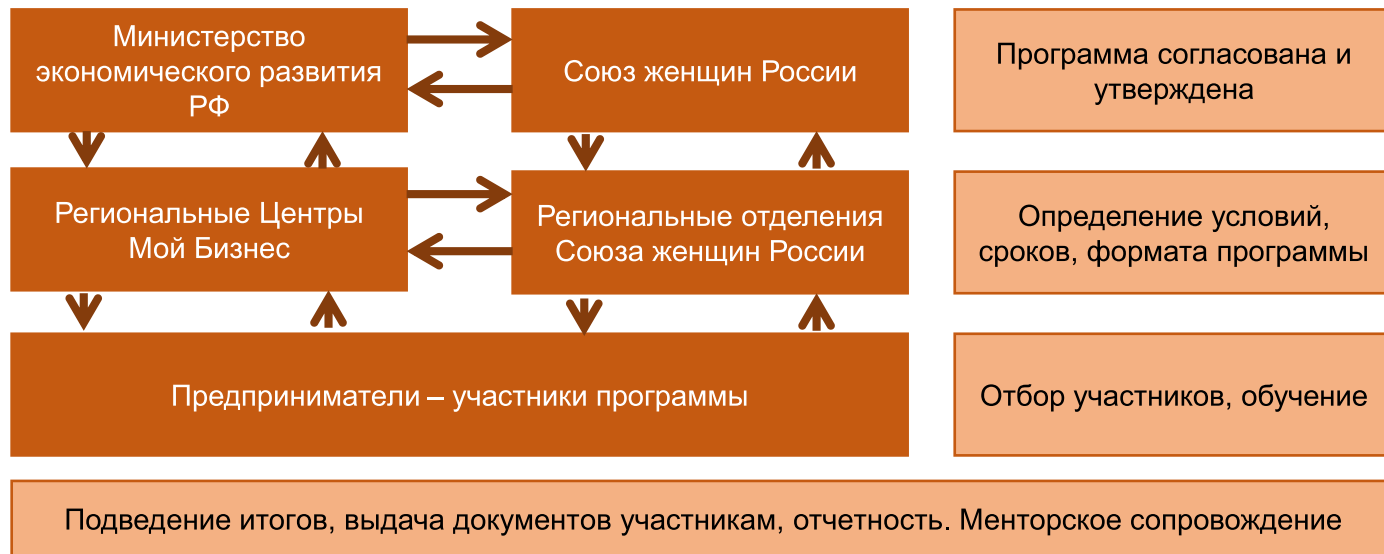 Министерство
экономического развития
РФ
Союз женщин России
Программа согласована и
утверждена
Региональные Центры
Мой Бизнес
Региональные отделения
Союза женщин России
Определение условий,
сроков, формата программы
Предприниматели – участники программы
Отбор участников, обучение
Подведение итогов, выдача документов участникам, отчетность. Менторское сопровождение